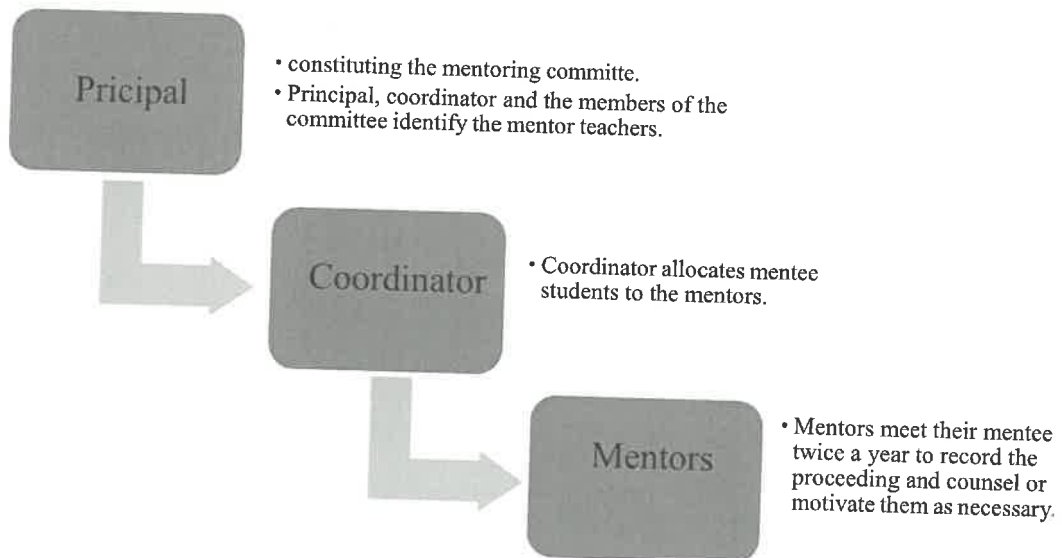 Pricipal
• constituting the mentoring committe.
• Principal, coordinator and the members of the
committee identify the mentor teachers.
Coordinator
• Coordinator allocates mentee
students to the mentors.
Mentors
• Mentors meet their mentee
twice a year to record the
proceeding and counsel or
motivate them as necessary.